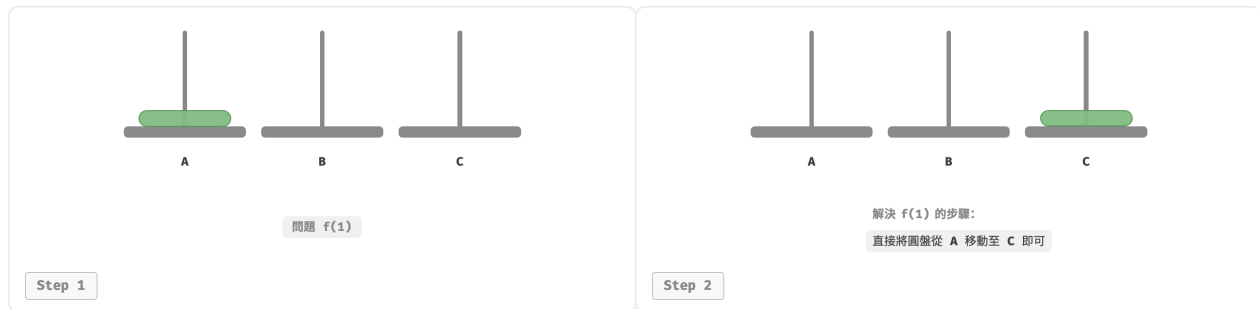 A B C
問題 f(1)
Step 1
A B C
解決 f(1) 的步驟：
直接將圓盤從 A 移動至 C 即可
Step 2